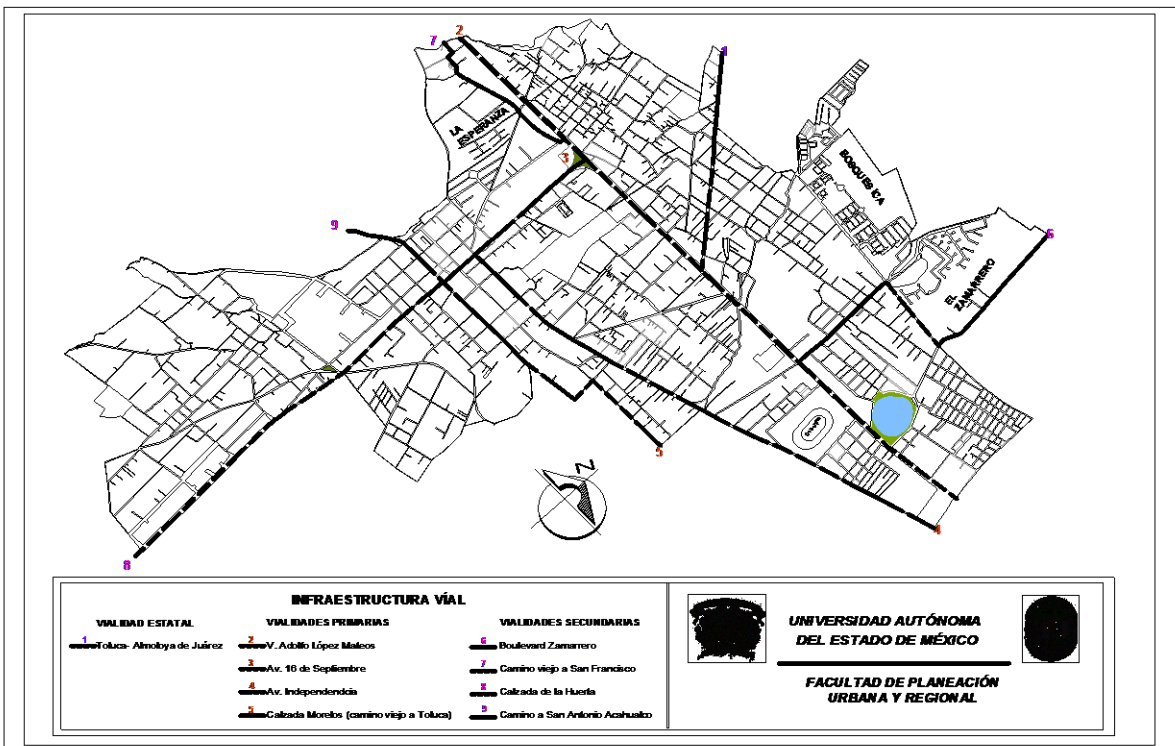 7
2
1
LA
ESPERANZA
3
BOSQUES ICA
9
6
EL
ZAMARRERO
5
4
N
8
INFRAESTRUCTURA VÍAL
VIALIDAD ESTATAL
1 Toluca- Almoloya de Juárez
VIALIDADES PRIMARIAS
2 V. Adolfo López Mateos
3 Av. 16 de Septiembre
4 Av. Independencia
5 Calzada Morelos (camino viejo a Toluca)
VIALIDADES SECUNDARIAS
6 Boulevard Zamarrero
7 Camino viejo a San Francisco
8 Calzada de la Huerta
9 Camino a San Antonio Acahualco
UNIVERSIDAD AUTÓNOMA
DEL ESTADO DE MÉXICO
FACULTAD DE PLANEACIÓN
URBANA Y REGIONAL